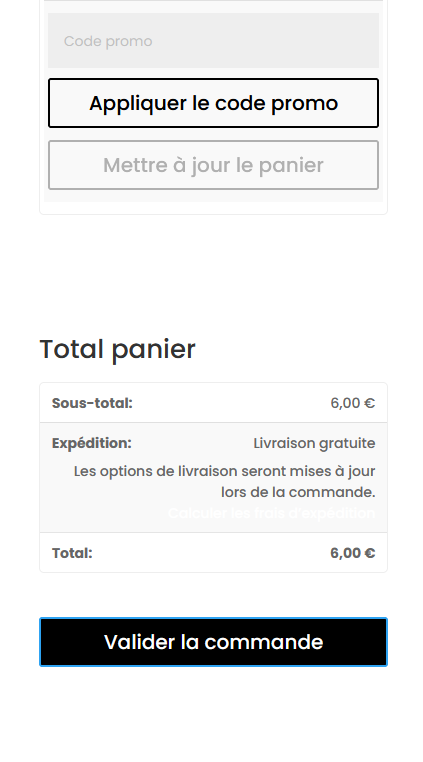 Code promo
Appliquer le code promo
Mettre à jour le panier
Total panier
Sous-total: 6,00 €
Expédition: Livraison gratuite
Les options de livraison seront mises à jour
lors de la commande.
Calculer les frais d’expédition
Total: 6,00 €
Valider la commande